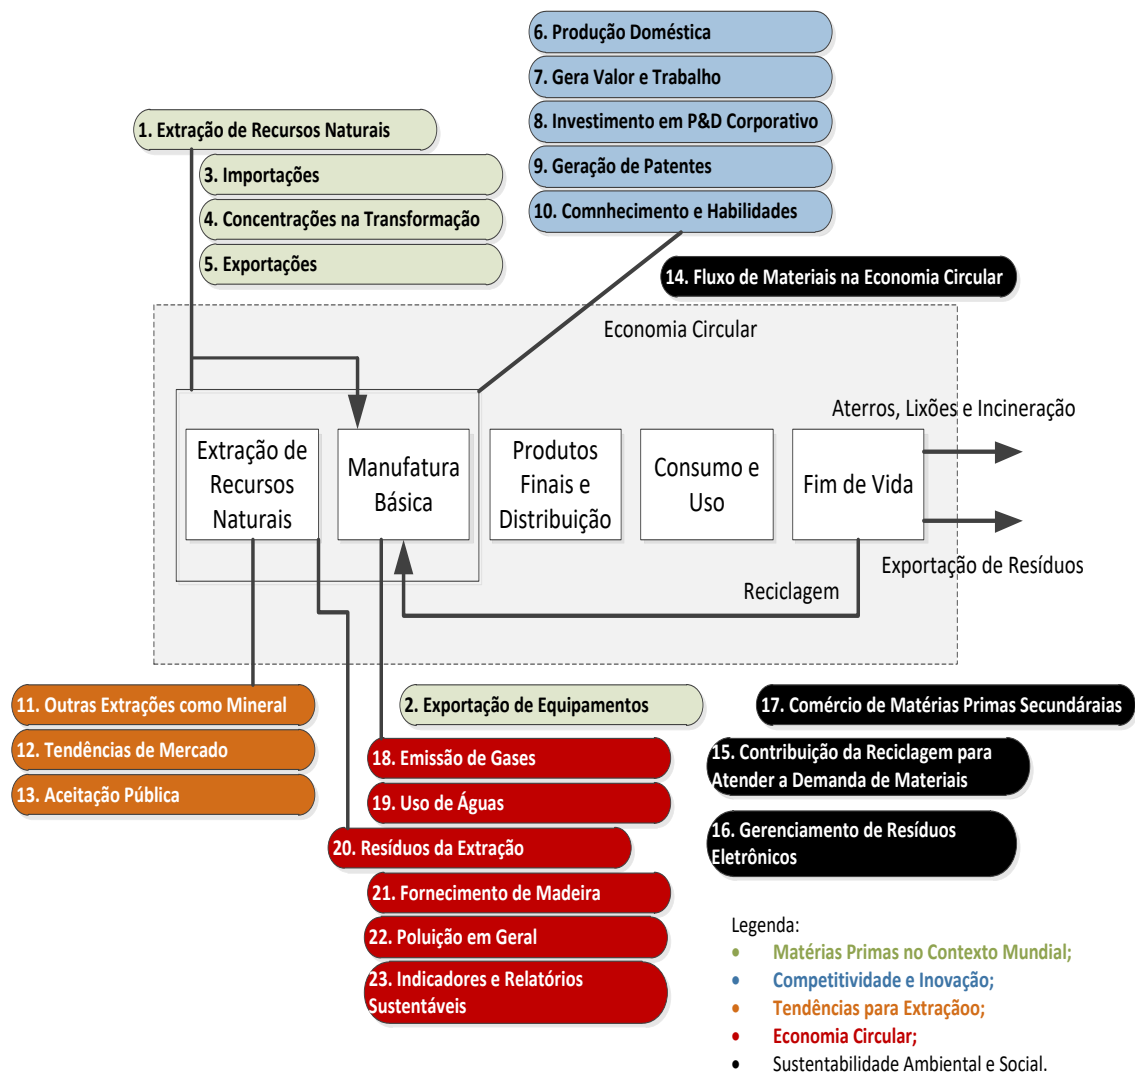 6. Produção Doméstica
7. Gera Valor e Trabalho
8. Investimento em P&D Corporativo
9. Geração de Patentes
10. Comnhecimento e Habilidades
1. Extração de Recursos Naturais
3. Importações
4. Concentrações na Transformação
5. Exportações
14. Fluxo de Materiais na Economia Circular
Economia Circular
Extração de
Recursos
Naturais
Manufatura
Básica
Produtos
Finais e
Distribuição
Consumo e
Uso
Fim de Vida
Aterros, Lixões e Incineração
Exportação de Resíduos
Reciclagem
11. Outras Extrações como Mineral
12. Tendências de Mercado
13. Aceitação Pública
2. Exportação de Equipamentos
18. Emissão de Gases
19. Uso de Águas
20. Resíduos da Extração
21. Fornecimento de Madeira
22. Poluição em Geral
23. Indicadores e Relatórios
Sustentáveis
17. Comércio de Matérias Primas Secundáraias
15. Contribuição da Reciclagem para
Atender a Demanda de Materiais
16. Gerenciamento de Resíduos
Eletrônicos
Legenda:
• Matérias Primas no Contexto Mundial;
• Competitividade e Inovação;
• Tendências para Extraçãoo;
• Economia Circular;
• Sustentabilidade Ambiental e Social.